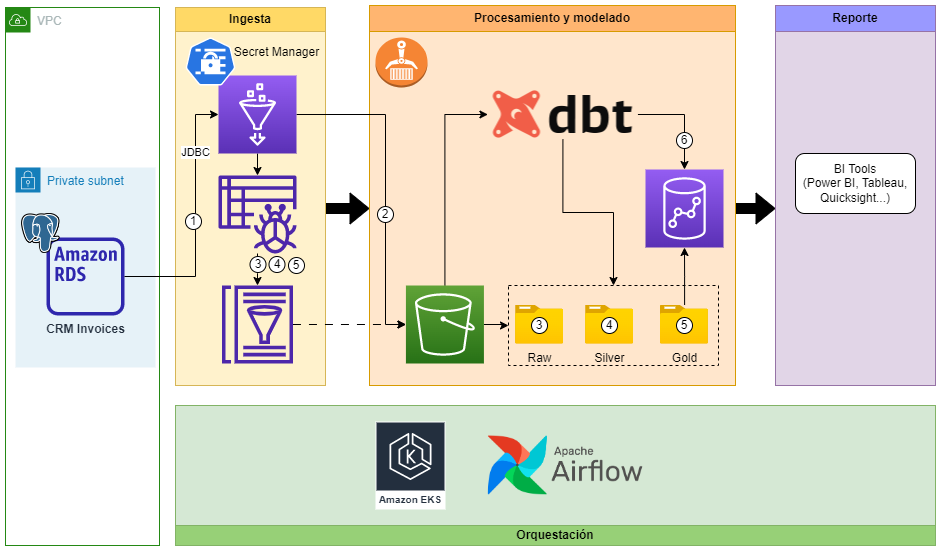 VPC
Ingesta
Procesamiento y modelado
Reporte
Secret Manager
JDBC
Private subnet
1
Amazon
RDS
CRM Invoices
3 4 5
2
dbt
6
BI Tools
(Power BI, Tableau,
Quicksight...)
3
4
5
Raw
Silver
Gold
K
Amazon EKS
Apache
Airflow
Orquestación